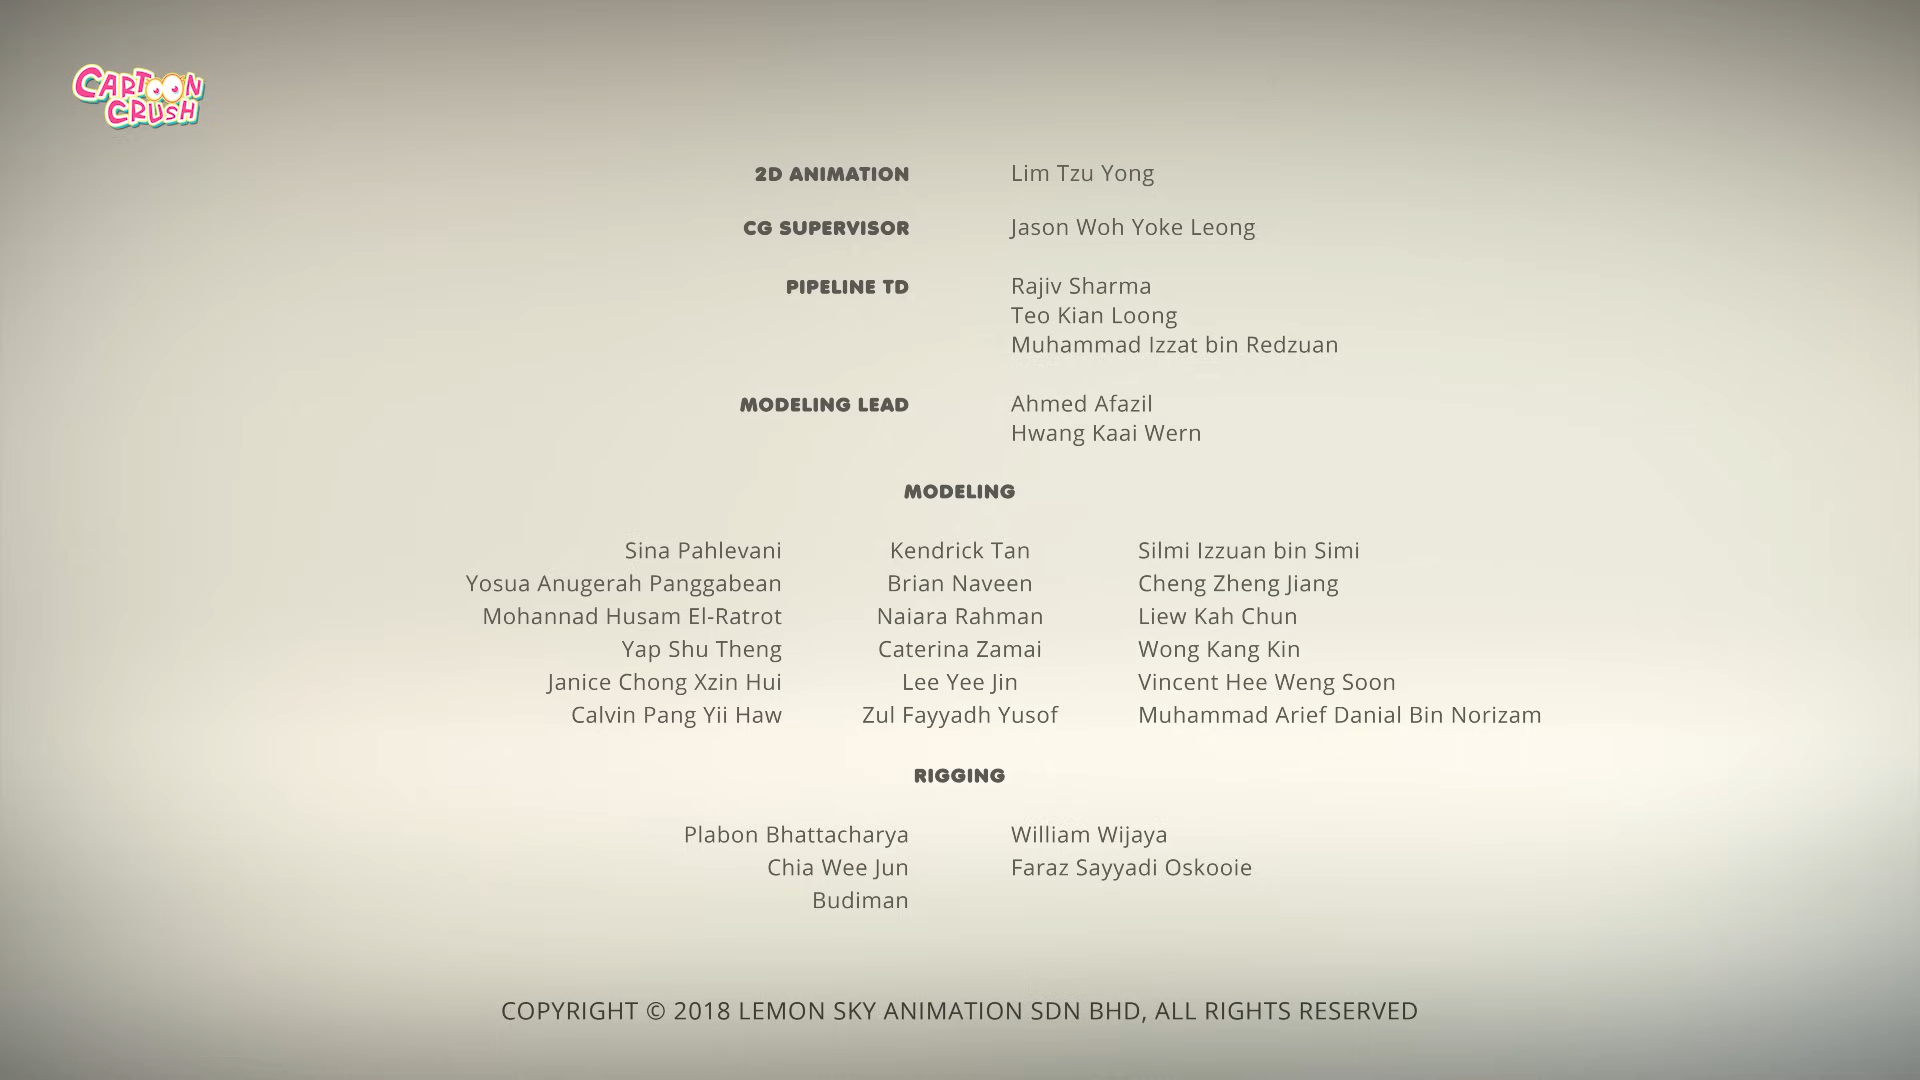 CARTOON
CRUSH
2D ANIMATION Lim Tzu Yong
CG SUPERVISOR Jason Woh Yoke Leong
PIPELINE TD Rajiv Sharma
Teo Kian Loong
Muhammad Izzat bin Redzuan
MODELING LEAD Ahmed Afazil
Hwang Kaai Wern
MODELING
Sina Pahlevani Kendrick Tan Silmi Izzuan bin Simi
Yosua Anugerah Panggabean Brian Naveen Cheng Zheng Jiang
Mohannad Husam El-Ratrot Naiara Rahman Liew Kah Chun
Yap Shu Theng Caterina Zamai Wong Kang Kin
Janice Chong Xzin Hui Lee Yee Jin Vincent Hee Weng Soon
Calvin Pang Yii Haw Zul Fayyadh Yusof Muhammad Arief Danial Bin Norizam
RIGGING
Plabon Bhattacharya William Wijaya
Chia Wee Jun Faraz Sayyadi Oskooie
Budiman
COPYRIGHT © 2018 LEMON SKY ANIMATION SDN BHD, ALL RIGHTS RESERVED